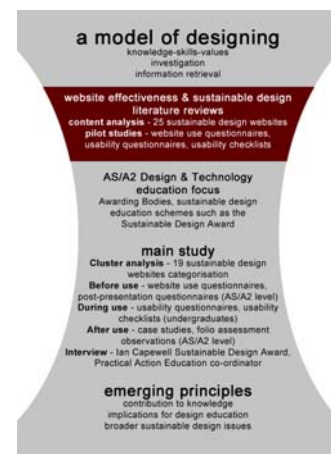 a model of designing
knowledge-skills-values
investigation
information retrieval
website effectiveness & sustainable design
literature reviews
content analysis - 25 sustainable design websites
pilot studies - website use questionnaires,
usability questionnaires, usability checklists
AS/A2 Design & Technology
education focus
Awarding Bodies, sustainable design
education schemes such as the
Sustainable Design Award
main study
Cluster analysis - 19 sustainable design
websites categorisation
Before use - website use questionnaires,
post-presentation questionnaires (AS/A2 level)
During use - usability questionnaires, usability
checklists (undergraduates)
After use - case studies, folio assessment
observations (AS/A2 level)
Interview - Ian Capewell Sustainable Design Award,
Practical Action Education co-ordinator
emerging principles
contribution to knowledge
implications for design education
broader sustainable design issues